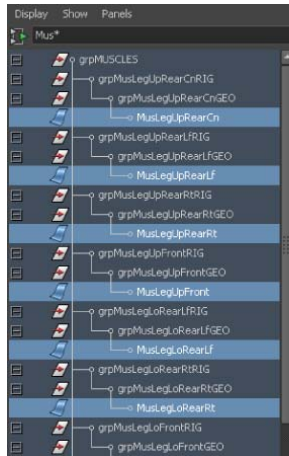 Display Show Panels
Mus*
grpMUSCLES
grpMusLegUpRearCnRIG
grpMusLegUpRearCnGEO
MusLegUpRearCn
grpMusLegUpRearLfRIG
grpMusLegUpRearLfGEO
MusLegUpRearLf
grpMusLegUpRearRtRIG
grpMusLegUpRearRtGEO
MusLegUpRearRt
grpMusLegUpFrontRIG
grpMusLegUpFrontGEO
MusLegUpFront
grpMusLegLoRearLfRIG
grpMusLegLoRearLfGEO
MusLegLoRearLf
grpMusLegLoRearRtRIG
grpMusLegLoRearRtGEO
MusLegLoRearRt
grpMusLegLoFrontRIG
grpMusLegLoFrontGEO